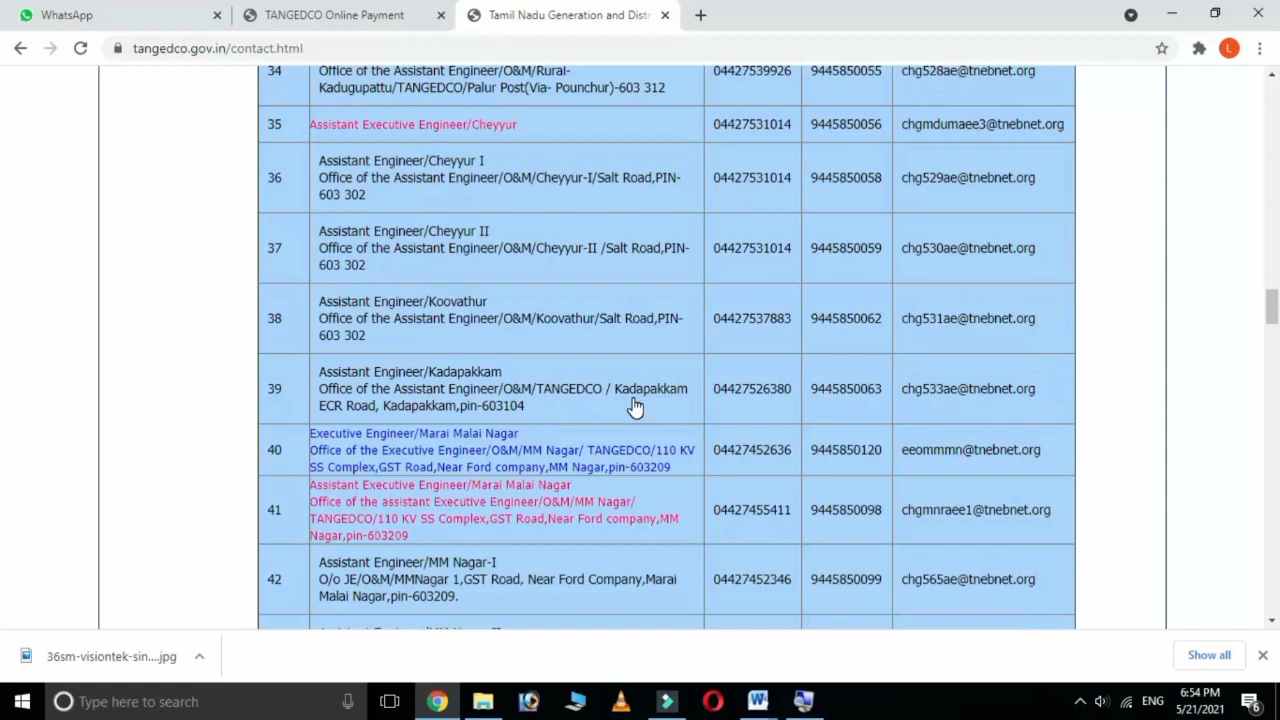 WhatsApp
TANGEDCO Online Payment
Tamil Nadu Generation and Distr
tangedco.gov.in/contact.html
L
34
Office of the Assistant Engineer/O&M/Rural-
Kadugupattu/TANGEDCO/Palur Post(Via- Pounchur)-603 312
04427539926
9445850055
chg528ae@tnebnet.org
35
Assistant Executive Engineer/Cheyyur
04427531014
9445850056
chgmdumaee3@tnebnet.org
36
Assistant Engineer/Cheyyur I
Office of the Assistant Engineer/O&M/Cheyyur-I/Salt Road,PIN-
603 302
04427531014
9445850058
chg529ae@tnebnet.org
37
Assistant Engineer/Cheyyur II
Office of the Assistant Engineer/O&M/Cheyyur-II /Salt Road,PIN-
603 302
04427531014
9445850059
chg530ae@tnebnet.org
38
Assistant Engineer/Koovathur
Office of the Assistant Engineer/O&M/Koovathur/Salt Road,PIN-
603 302
04427537883
9445850062
chg531ae@tnebnet.org
39
Assistant Engineer/Kadapakkam
Office of the Assistant Engineer/O&M/TANGEDCO / Kadapakkam
ECR Road, Kadapakkam,pin-603104
04427526380
9445850063
chg533ae@tnebnet.org
40
Executive Engineer/Marai Malai Nagar
Office of the Executive Engineer/O&M/MM Nagar/ TANGEDCO/110 KV
SS Complex,GST Road,Near Ford company,MM Nagar,pin-603209
04427452636
9445850120
eeommmn@tnebnet.org
41
Assistant Executive Engineer/Marai Malai Nagar
Office of the assistant Executive Engineer/O&M/MM Nagar/
TANGEDCO/110 KV SS Complex,GST Road,Near Ford company,MM
Nagar,pin-603209
04427455411
9445850098
chgmnraee1@tnebnet.org
42
Assistant Engineer/MM Nagar-I
O/o JE/O&M/MMNagar 1,GST Road, Near Ford Company,Marai
Malai Nagar,pin-603209.
04427452346
9445850099
chg565ae@tnebnet.org
36sm-visiontek-sin....jpg
Show all
Type here to search
ENG
6:54 PM
5/21/2021
6